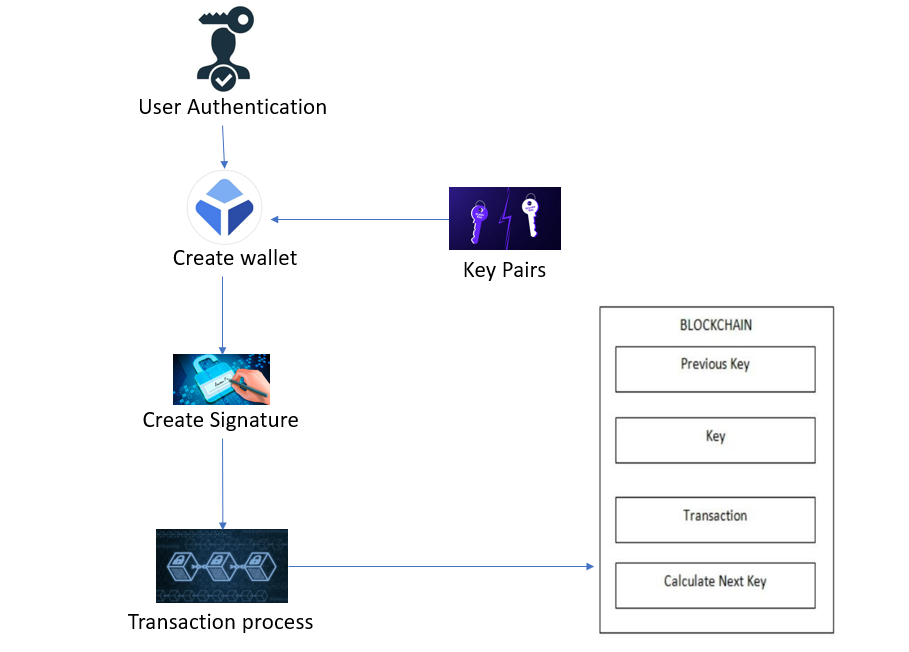 User Authentication
Create wallet
Key Pairs
Create Signature
Transaction process
BLOCKCHAIN
Previous Key
Key
Transaction
Calculate Next Key